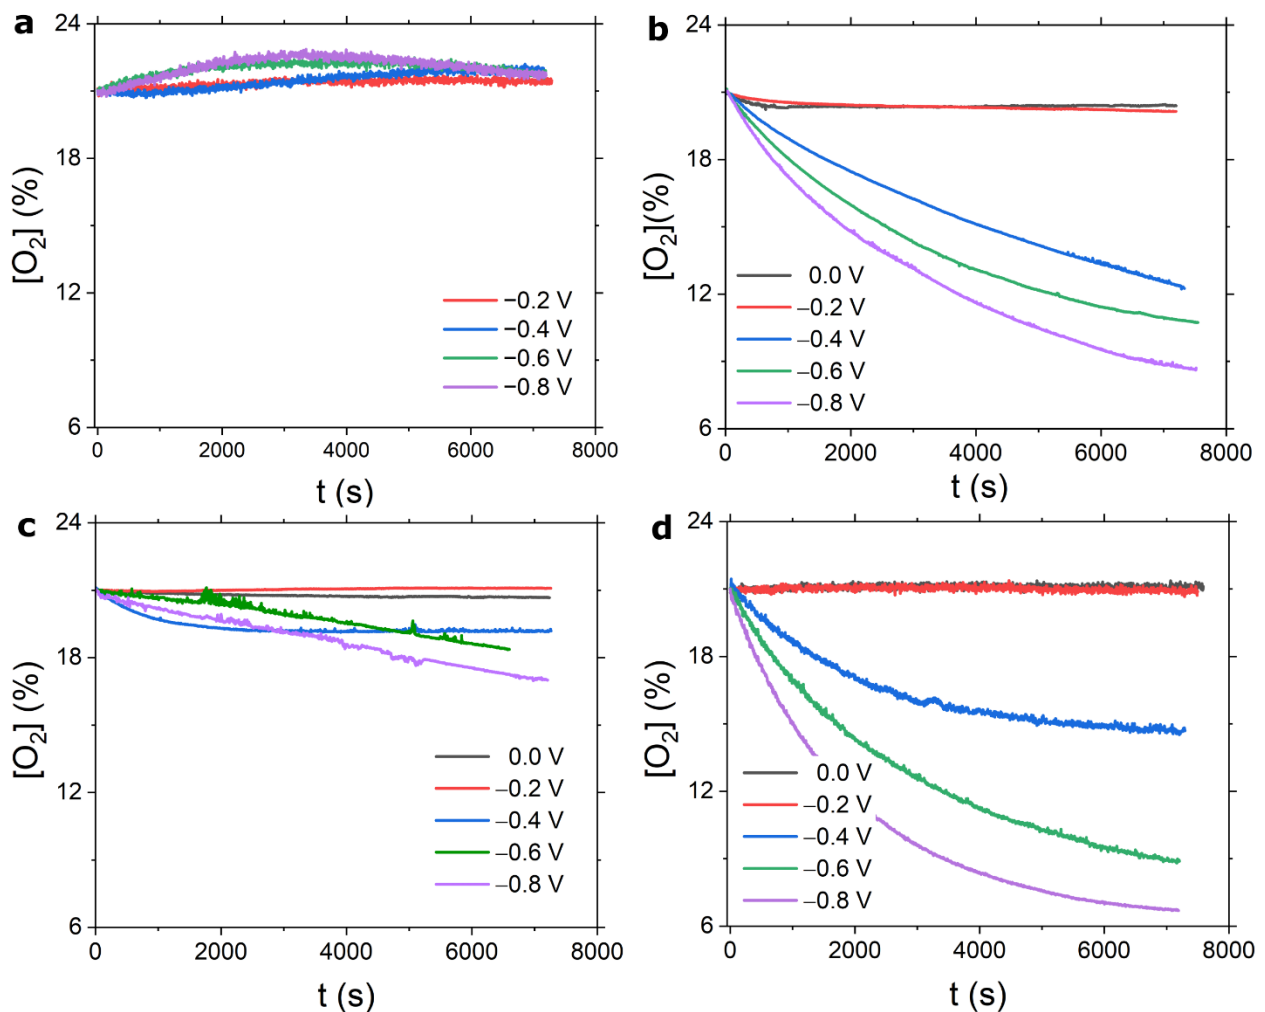 a
24
18
12
6
[O₂] (%)
−0.2 V
−0.4 V
−0.6 V
−0.8 V
0 2000 4000 6000 8000
t (s)
b
24
18
12
6
[O₂](%)
0.0 V
–0.2 V
–0.4 V
–0.6 V
–0.8 V
0 2000 4000 6000 8000
t (s)
c
24
18
12
6
[O₂] (%)
0.0 V
–0.2 V
–0.4 V
–0.6 V
–0.8 V
0 2000 4000 6000 8000
t (s)
d
24
18
12
6
[O₂] (%)
0.0 V
–0.2 V
–0.4 V
–0.6 V
–0.8 V
0 2000 4000 6000 8000
t (s)